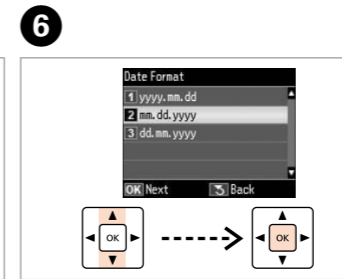 6
Date Format
1 yyyy.mm.dd
2 mm.dd.yyyy
3 dd.mm.yyyy
OK Next Back
OK OK